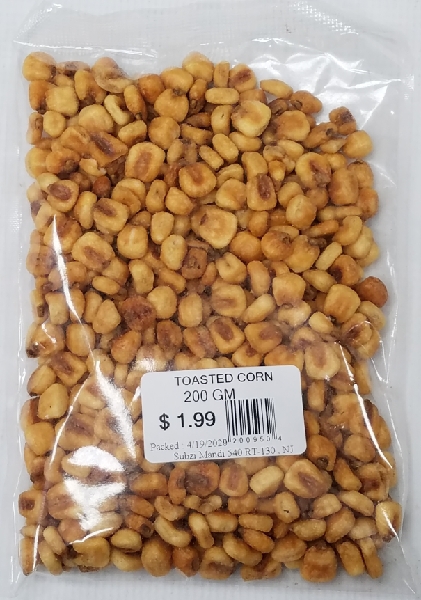 TOASTED CORN
200 GM
$ 1.99
Packed : 4/19/2020
Subzi Mandi 540 RT-130 , NJ